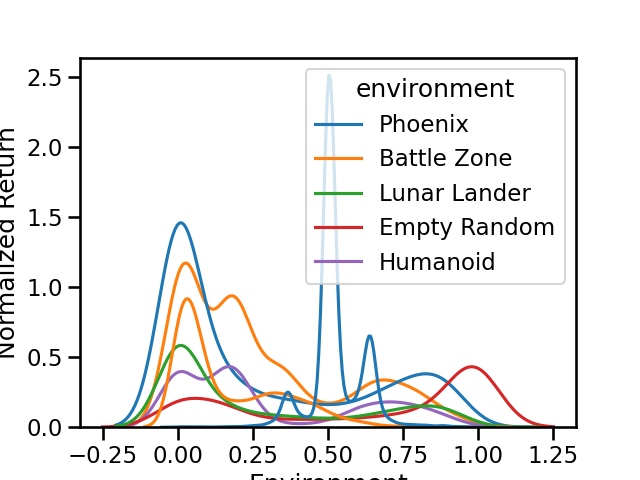 environment
Phoenix
Battle Zone
Lunar Lander
Empty Random
Humanoid
Normalized Return
2.5
2.0
1.5
1.0
0.5
0.0
−0.25 0.00 0.25 0.50 0.75 1.00 1.25
Environment